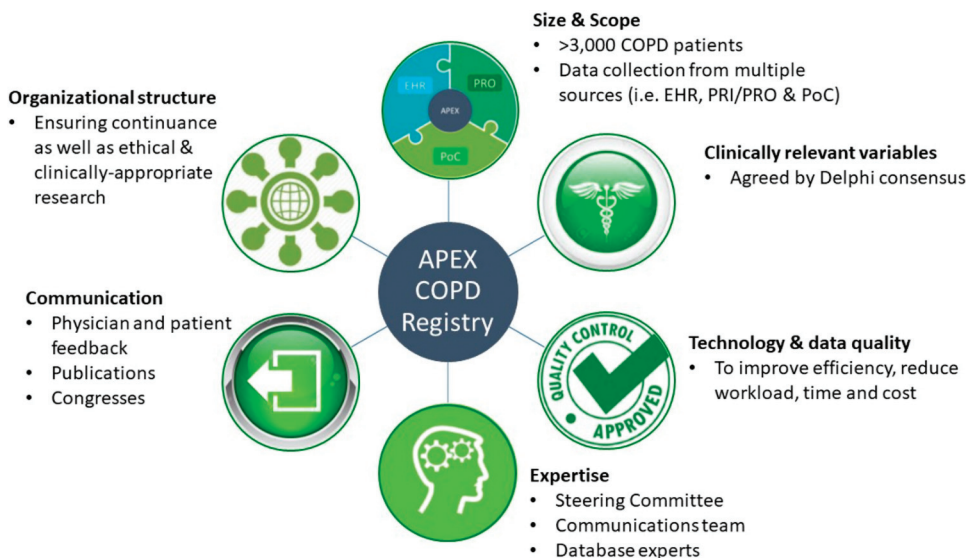 Size & Scope
• >3,000 COPD patients
• Data collection from multiple
sources (i.e. EHR, PRI/PRO & PoC)
EHR
PRO
APEX
PoC
Organizational structure
• Ensuring continuance
as well as ethical &
clinically-appropriate
research
Clinically relevant variables
• Agreed by Delphi consensus
APEX
COPD
Registry
Communication
• Physician and patient
feedback
• Publications
• Congresses
QUALITY CONTROL
APPROVED
Technology & data quality
• To improve efficiency, reduce
workload, time and cost
Expertise
• Steering Committee
• Communications team
• Database experts